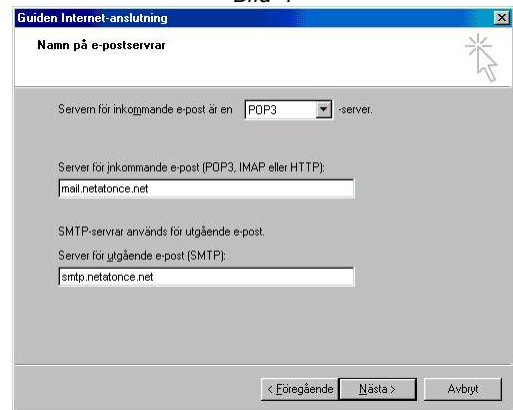 Guiden Internet-anslutning
Namn på e-postservrar
Servern för inkommande e-post är en POP3 -server.
Server för inkommande e-post (POP3, IMAP eller HTTP):
mail.netatonce.net
SMTP-servrar används för utgående e-post.
Server för utgående e-post (SMTP):
smtp.netatonce.net
< Föregående Nästa > Avbryt